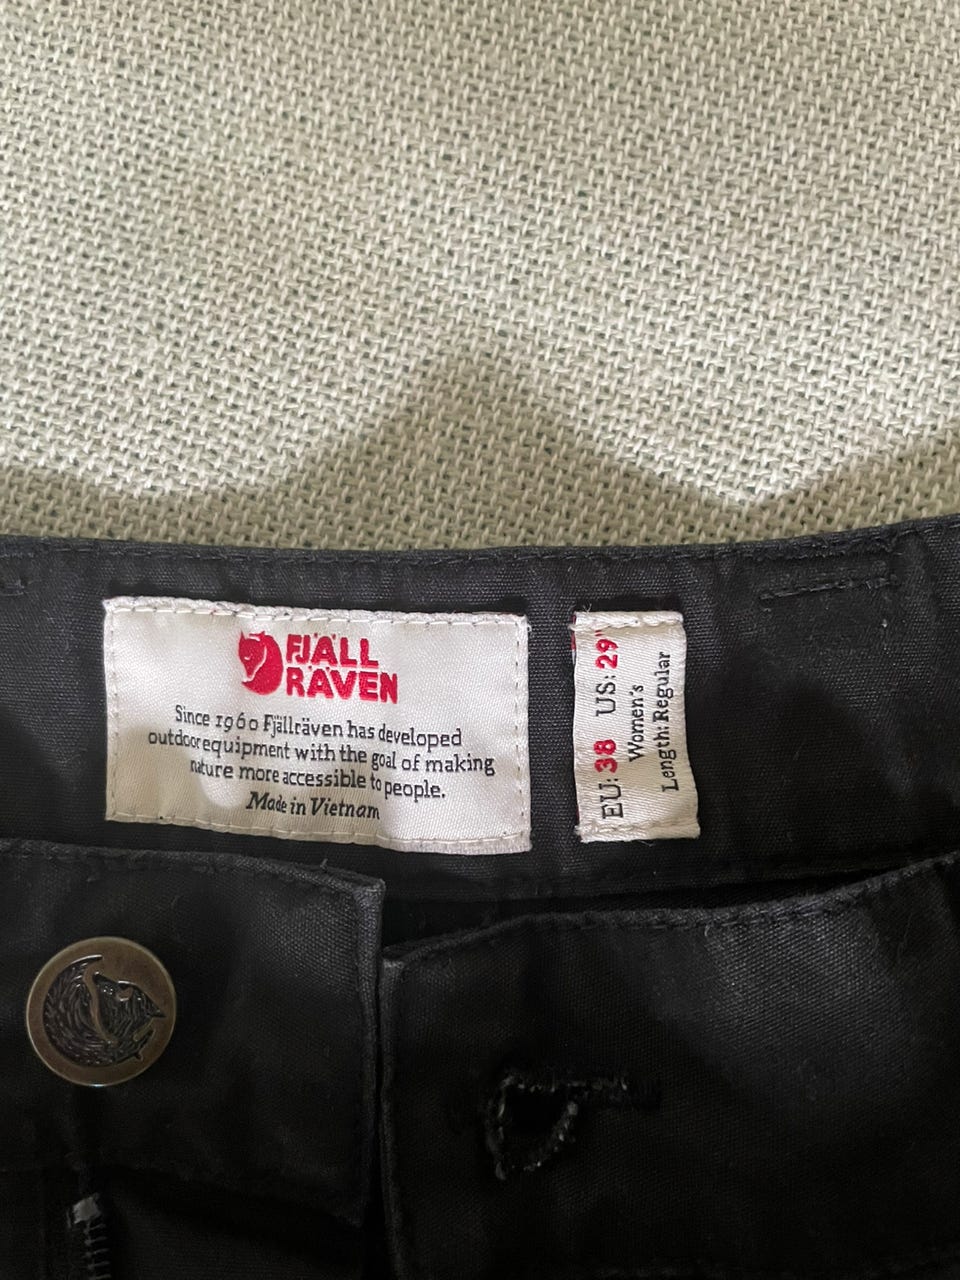 FJÄLL
RÄVEN
Since 1960 Fjällräven has developed
outdoor equipment with the goal of making
nature more accessible to people.
Made in Vietnam
EU: 38 US: 29"
Women's
Length: Regular